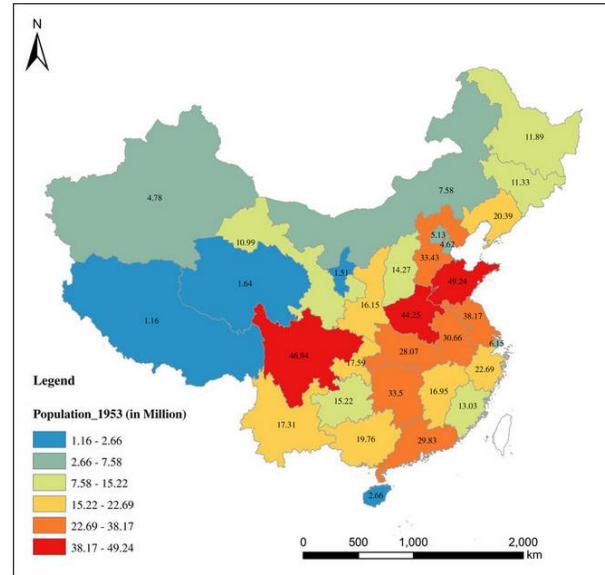 N
11.89
11.33
7.58
4.78
20.39
10.99
5.13
4.62
33.43
14.27
1.51
49.24
1.64
16.15
44.25
38.17
1.16
30.66
6.15
46.94
28.07
17.59
22.69
33.5
16.95
15.22
13.03
17.31
19.76
29.83
2.66
Legend
Population_1953 (in Million)
1.16 - 2.66
2.66 - 7.58
7.58 - 15.22
15.22 - 22.69
22.69 - 38.17
38.17 - 49.24
0 500 1,000 2,000
km